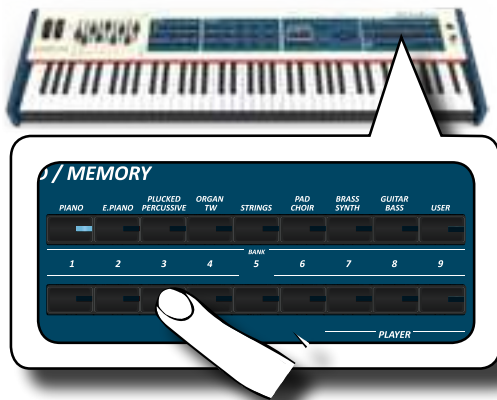 / MEMORY
PIANO E.PIANO PLUCKED PERCUSSIVE ORGAN TW STRINGS PAD CHOIR BRASS SYNTH GUITAR BASS USER
BANK
1 2 3 4 5 6 7 8 9
PLAYER